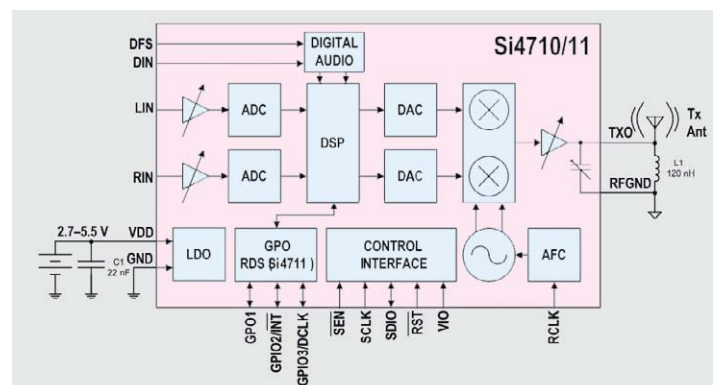 Si4710/11
DFS
DIN
DIGITAL
AUDIO
LIN
ADC
DSP
DAC
RIN
ADC
DAC
TXO
Tx
Ant
L1
120 nH
RFGND
2.7–5.5 V
VDD
GND
C1
22 nF
LDO
GPO
RDS (Si4711)
CONTROL
INTERFACE
AFC
GPO1
GPIO2/INT
GPIO3/DCLK
SEN
SCLK
SDIO
RST
VIO
RCLK